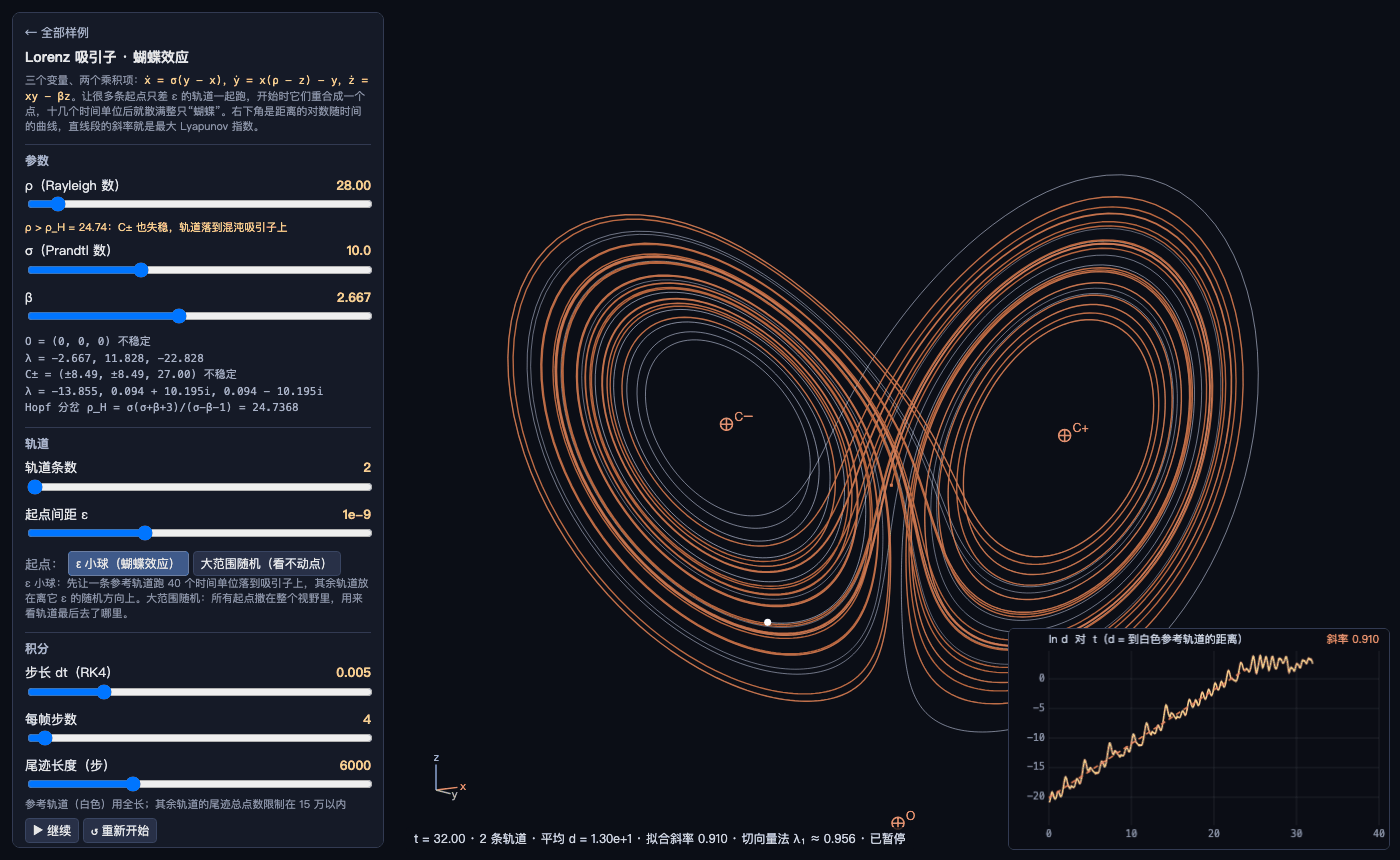 ← 全部样例
Lorenz 吸引子 · 蝴蝶效应
三个变量、两个乘积项：ẋ = σ(y − x), ẏ = x(ρ − z) − y, ż =
xy − βz。让很多条起点只差 ε 的轨道一起跑，开始时它们重合成一个
点，十几个时间单位后就散满整只“蝴蝶”。右下角是距离的对数随时间
的曲线，直线段的斜率就是最大 Lyapunov 指数。
参数
ρ（Rayleigh 数） 28.00
ρ > ρ_H = 24.74：C± 也失稳，轨道落到混沌吸引子上
σ（Prandtl 数） 10.0
β 2.667
O = (0, 0, 0) 不稳定
λ = −2.667, 11.828, −22.828
C± = (±8.49, ±8.49, 27.00) 不稳定
λ = −13.855, 0.094 + 10.195i, 0.094 − 10.195i
Hopf 分岔 ρ_H = σ(σ+β+3)/(σ−β−1) = 24.7368
轨道
轨道条数 2
起点间距 ε 1e−9
起点： ε 小球（蝴蝶效应） 大范围随机（看不动点）
ε 小球：先让一条参考轨道跑 40 个时间单位落到吸引子上，其余轨道放
在离它 ε 的随机方向上。大范围随机：所有起点撒在整个视野里，用来
看轨道最后去了哪里。
积分
步长 dt（RK4） 0.005
每帧步数 4
尾迹长度（步） 6000
参考轨道（白色）用全长；其余轨道的尾迹总点数限制在 15 万以内
▶ 继续 ↺ 重新开始
C−
C+
O
z
x
y
t = 32.00 · 2 条轨道 · 平均 d = 1.30e+1 · 拟合斜率 0.910 · 切向量法 λ₁ ≈ 0.956 · 已暂停
ln d 对 t（d = 到白色参考轨道的距离） 斜率 0.910
0
−5
−10
−15
−20
0 10 20 30 40